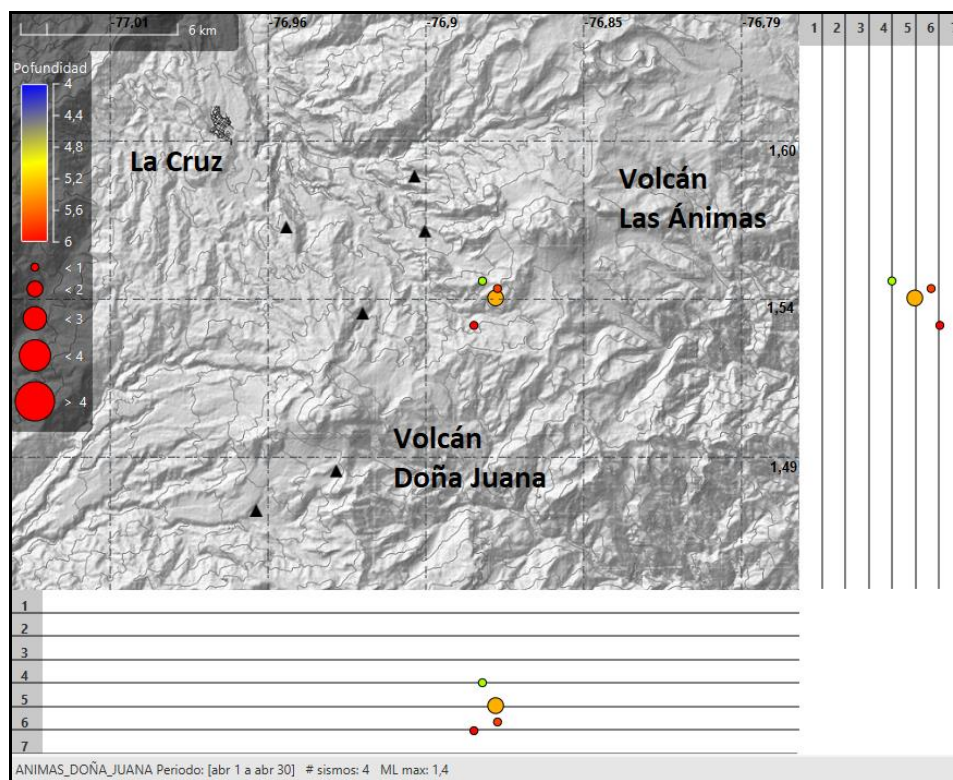 -77,01 -76,96 -76,9 -76,85 -76,79
6 km
Pofundidad
4
4,4
4,8
5,2
5,6
6
< 1
< 2
< 3
< 4
> 4
La Cruz
Volcán
Las Ánimas
1,60
1,54
Volcán
Doña Juana
1,49
1 2 3 4 5 6
1
2
3
4
5
6
7
ANIMAS_DOÑA_JUANA Periodo: [abr 1 a abr 30] # sismos: 4 ML max: 1,4